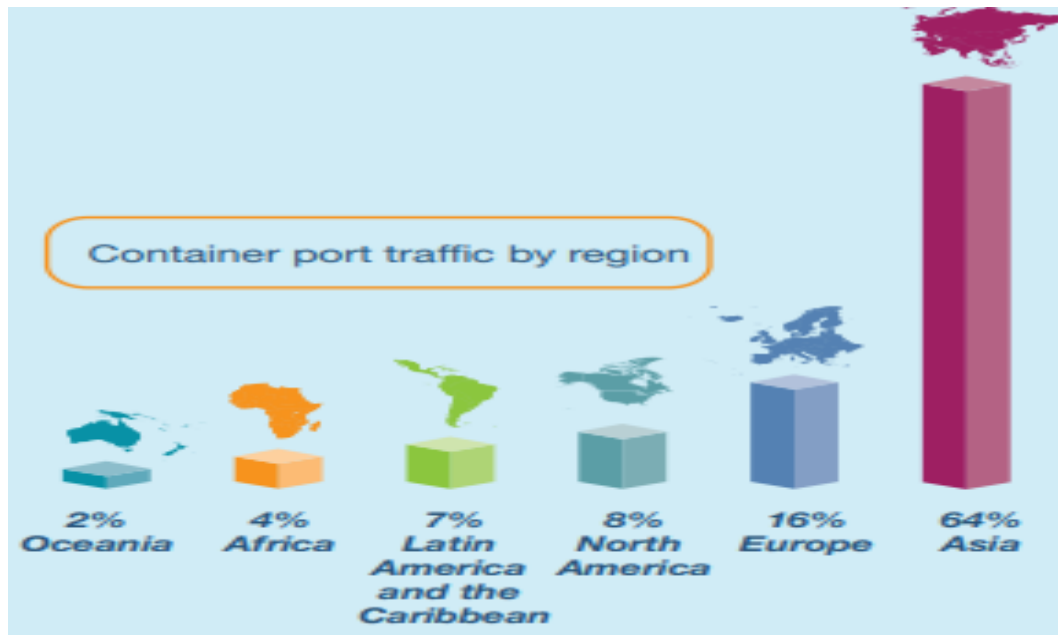 Container port traffic by region
2%
Oceania
4%
Africa
7%
Latin
America
and the
Caribbean
8%
North
America
16%
Europe
64%
Asia